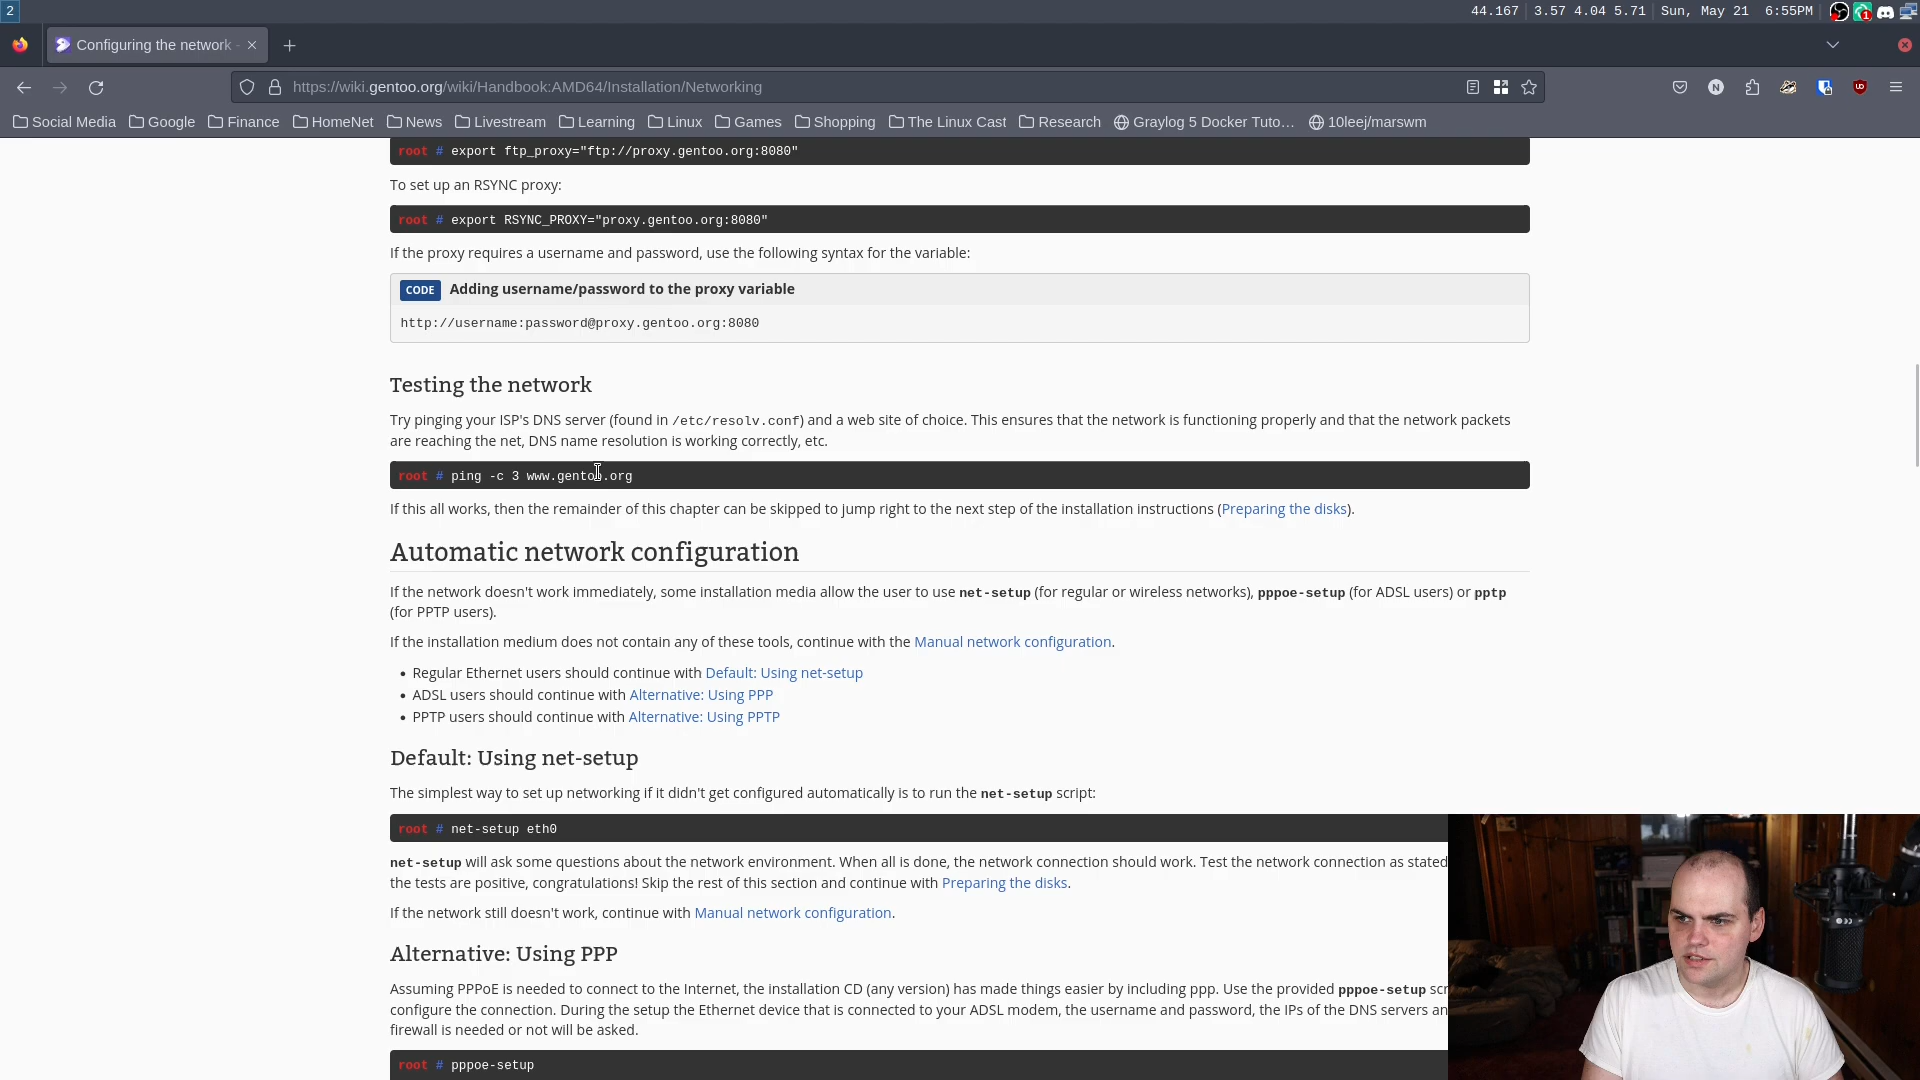 2
44.167 3.57 4.04 5.71 Sun, May 21 6:55PM
1
Configuring the network -
https://wiki.gentoo.org/wiki/Handbook:AMD64/Installation/Networking
Social Media Google Finance HomeNet News Livestream Learning Linux Games Shopping The Linux Cast Research Graylog 5 Docker Tuto… 10leej/marswm
root # export ftp_proxy="ftp://proxy.gentoo.org:8080"
To set up an RSYNC proxy:
root # export RSYNC_PROXY="proxy.gentoo.org:8080"
If the proxy requires a username and password, use the following syntax for the variable:
CODE Adding username/password to the proxy variable
http://username:password@proxy.gentoo.org:8080
Testing the network
Try pinging your ISP's DNS server (found in /etc/resolv.conf) and a web site of choice. This ensures that the network is functioning properly and that the network packets
are reaching the net, DNS name resolution is working correctly, etc.
root # ping -c 3 www.gentoo.org
If this all works, then the remainder of this chapter can be skipped to jump right to the next step of the installation instructions (Preparing the disks).
Automatic network configuration
If the network doesn't work immediately, some installation media allow the user to use net-setup (for regular or wireless networks), pppoe-setup (for ADSL users) or pptp
(for PPTP users).
If the installation medium does not contain any of these tools, continue with the Manual network configuration.
• Regular Ethernet users should continue with Default: Using net-setup
• ADSL users should continue with Alternative: Using PPP
• PPTP users should continue with Alternative: Using PPTP
Default: Using net-setup
The simplest way to set up networking if it didn't get configured automatically is to run the net-setup script:
root # net-setup eth0
net-setup will ask some questions about the network environment. When all is done, the network connection should work. Test the network connection as stated
the tests are positive, congratulations! Skip the rest of this section and continue with Preparing the disks.
If the network still doesn't work, continue with Manual network configuration.
Alternative: Using PPP
Assuming PPPoE is needed to connect to the Internet, the installation CD (any version) has made things easier by including ppp. Use the provided pppoe-setup scr
configure the connection. During the setup the Ethernet device that is connected to your ADSL modem, the username and password, the IPs of the DNS servers an
firewall is needed or not will be asked.
root # pppoe-setup